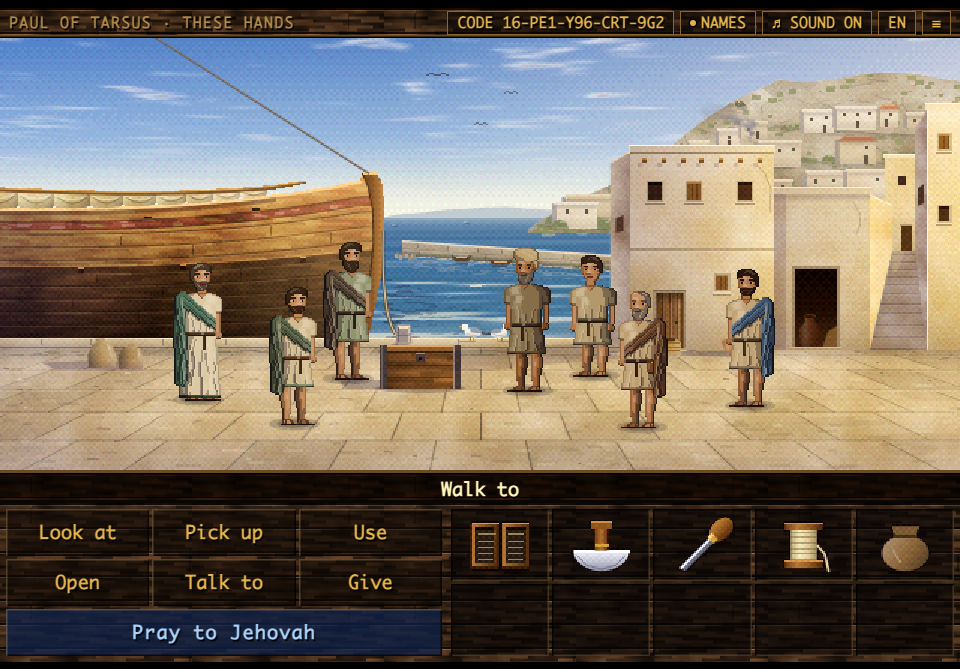 PAUL OF TARSUS · THESE HANDS
CODE 16-PE1-Y96-CRT-9G2
NAMES
♬ SOUND ON
EN
≡
Walk to
Look at
Pick up
Use
Open
Talk to
Give
Pray to Jehovah